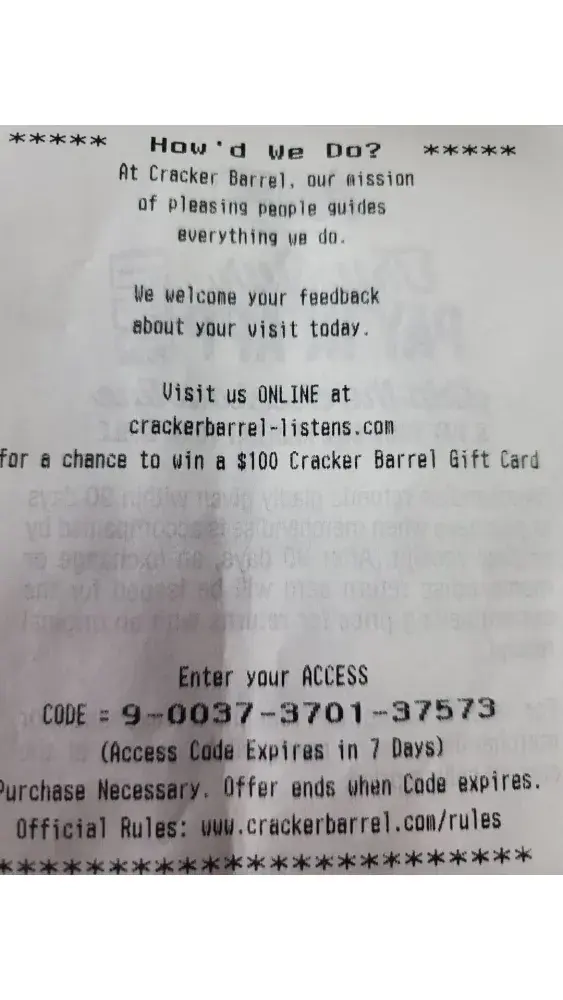 ***** How'd We Do? *****
At Cracker Barrel, our mission
of pleasing people guides
everything we do.
We welcome your feedback
about your visit today.
Visit us ONLINE at
crackerbarrel-listens.com
for a chance to win a $100 Cracker Barrel Gift Card
Enter your ACCESS
CODE = 9-0037-3701-37573
(Access Code Expires in 7 Days)
Purchase Necessary. Offer ends when Code expires.
Official Rules: www.crackerbarrel.com/rules
**************************